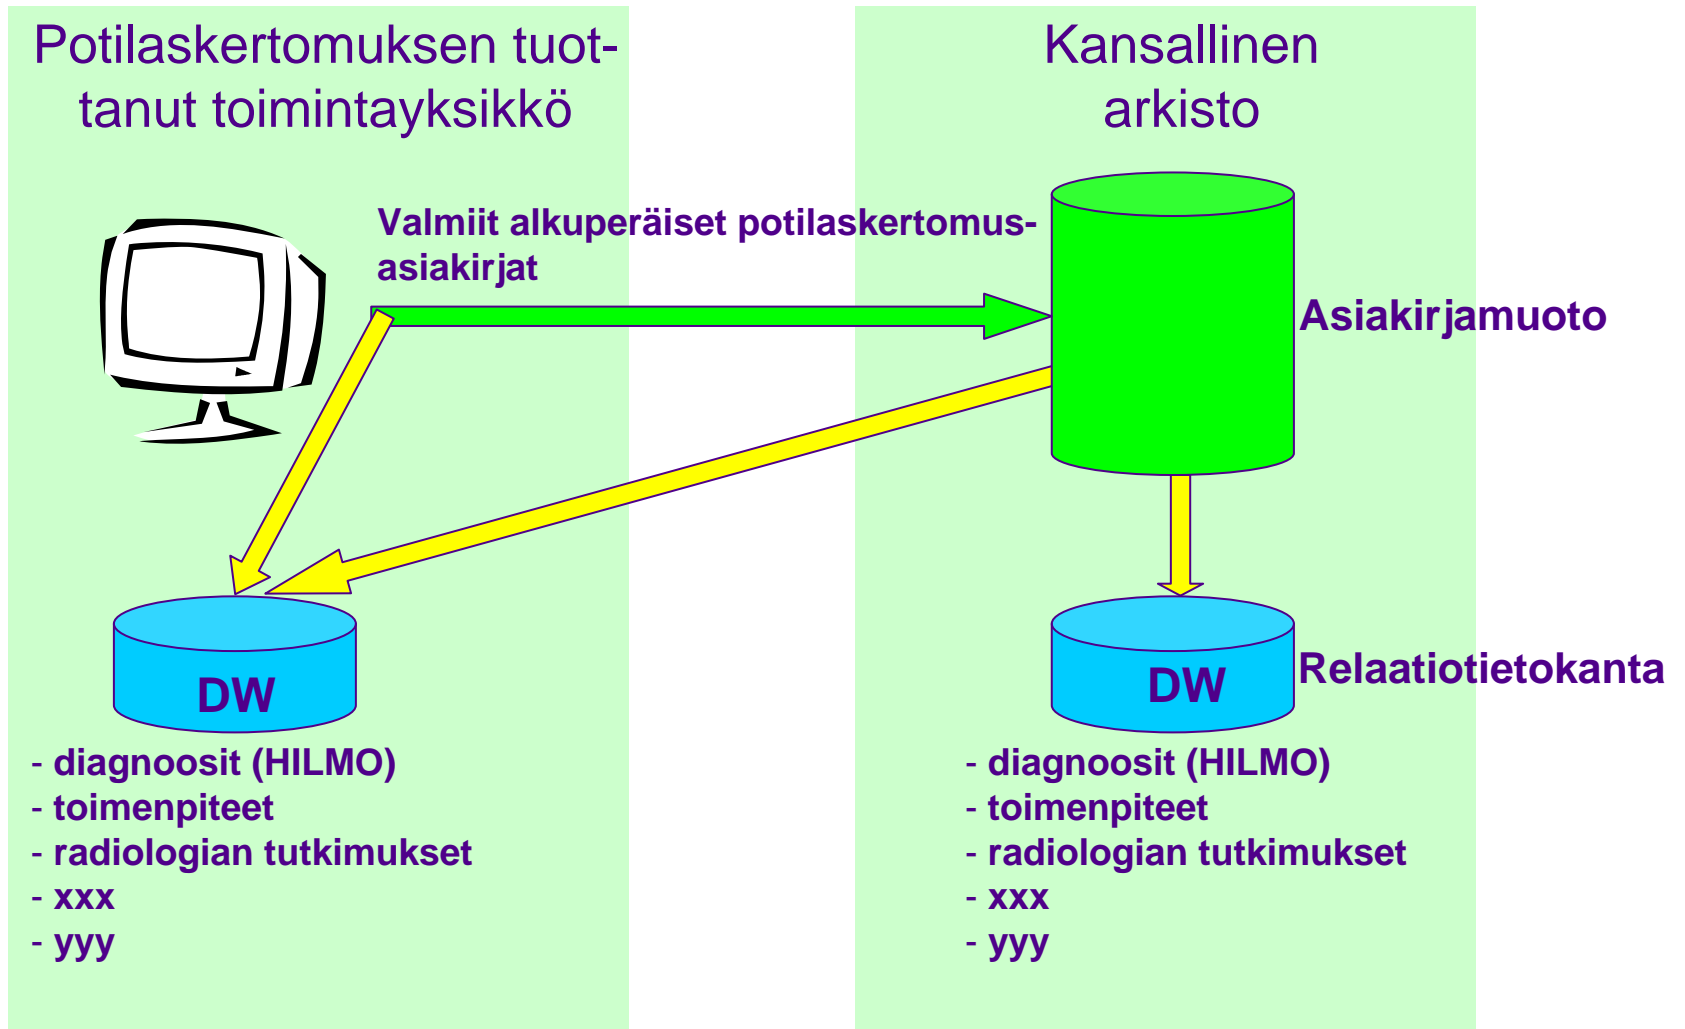 Potilaskertomuksen tuot-
tanut toimintayksikkö
Kansallinen
arkisto
Valmiit alkuperäiset potilaskertomus-
asiakirjat
Asiakirjamuoto
DW
- diagnoosit (HILMO)
- toimenpiteet
- radiologian tutkimukset
- xxx
- yyy
DW
Relaatiotietokanta
- diagnoosit (HILMO)
- toimenpiteet
- radiologian tutkimukset
- xxx
- yyy